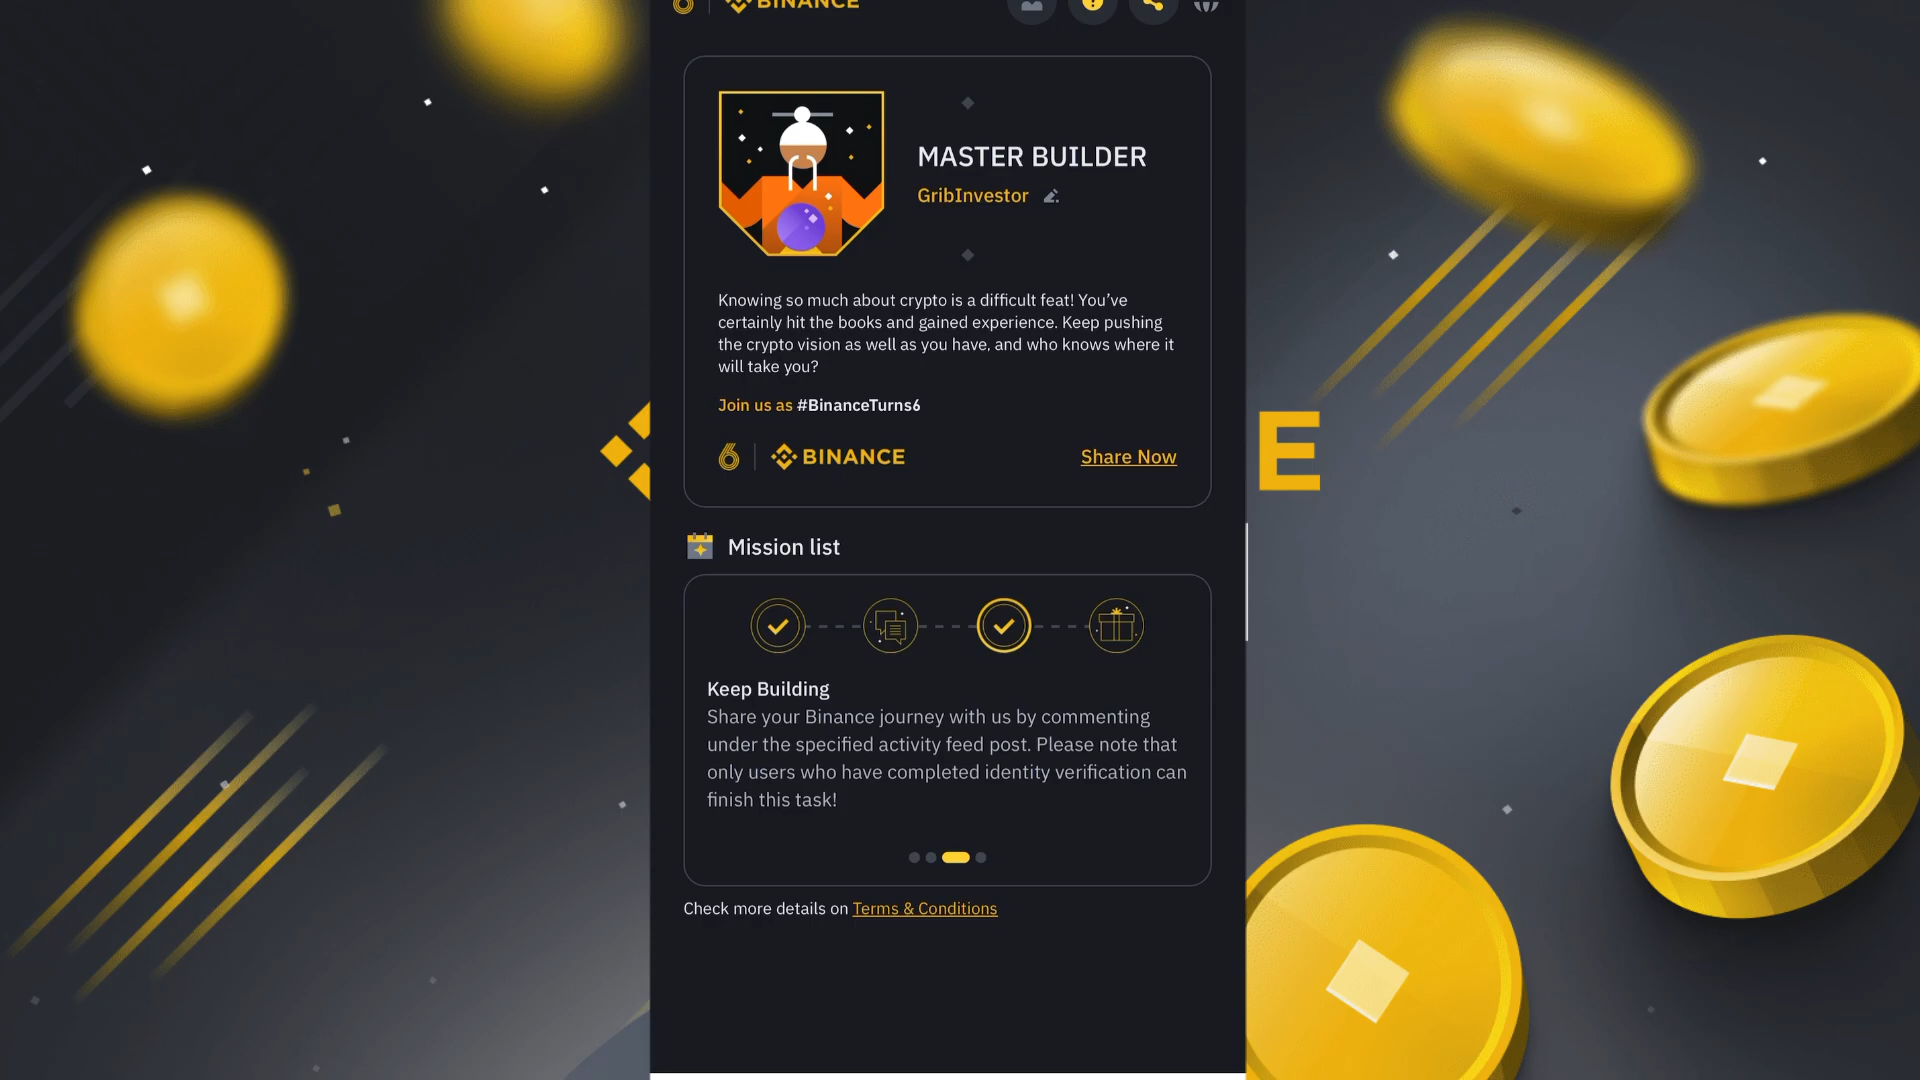 BINANCE
MASTER BUILDER
GribInvestor
Knowing so much about crypto is a difficult feat! You’ve
certainly hit the books and gained experience. Keep pushing
the crypto vision as well as you have, and who knows where it
will take you?
Join us as #BinanceTurns6
6 | BINANCE
Share Now
E
Mission list
Keep Building
Share your Binance journey with us by commenting
under the specified activity feed post. Please note that
only users who have completed identity verification can
finish this task!
Check more details on Terms & Conditions